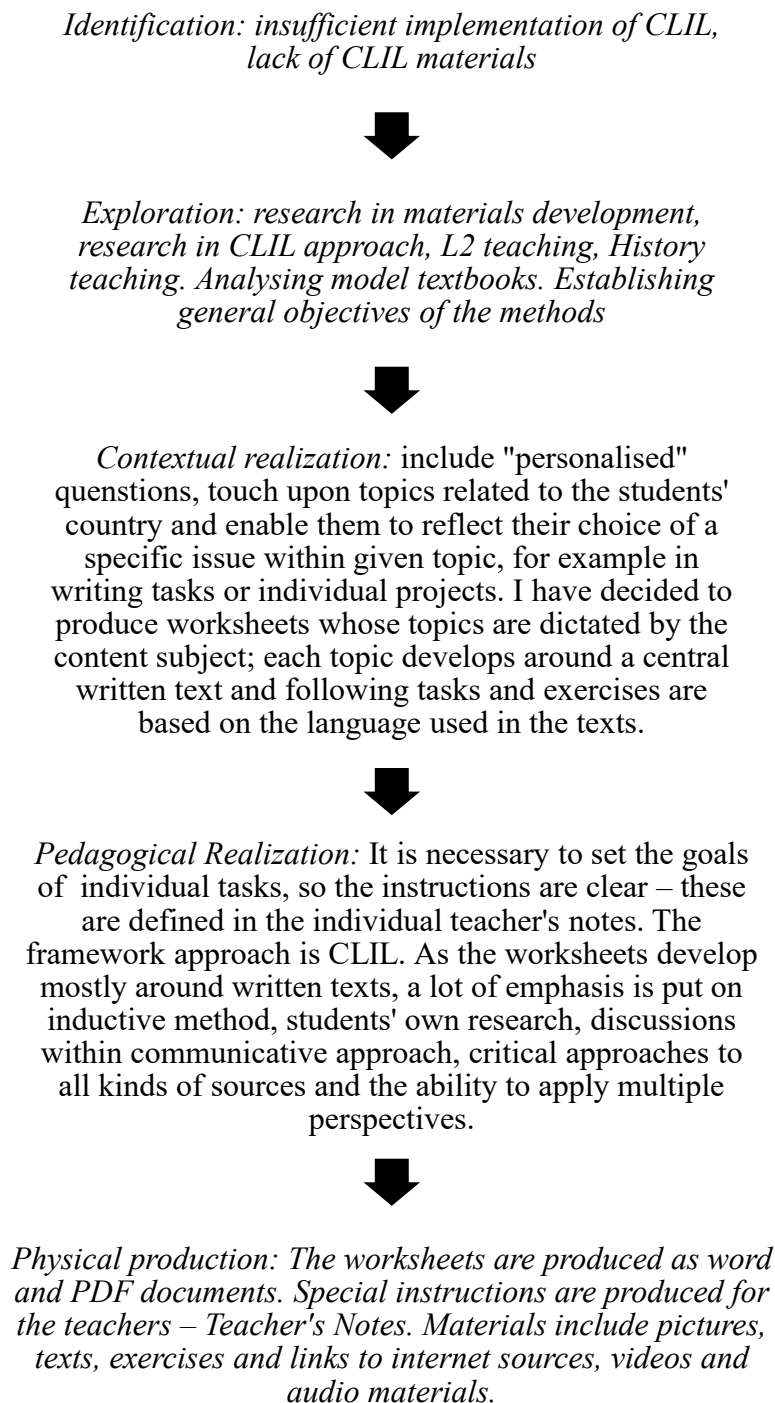 Identification: insufficient implementation of CLIL,
lack of CLIL materials
Exploration: research in materials development,
research in CLIL approach, L2 teaching, History
teaching. Analysing model textbooks. Establishing
general objectives of the methods
Contextual realization: include "personalised"
quenstions, touch upon topics related to the students'
country and enable them to reflect their choice of a
specific issue within given topic, for example in
writing tasks or individual projects. I have decided to
produce worksheets whose topics are dictated by the
content subject; each topic develops around a central
written text and following tasks and exercises are
based on the language used in the texts.
Pedagogical Realization: It is necessary to set the goals
of individual tasks, so the instructions are clear – these
are defined in the individual teacher's notes. The
framework approach is CLIL. As the worksheets develop
mostly around written texts, a lot of emphasis is put on
inductive method, students' own research, discussions
within communicative approach, critical approaches to
all kinds of sources and the ability to apply multiple
perspectives.
Physical production: The worksheets are produced as word
and PDF documents. Special instructions are produced for
the teachers – Teacher's Notes. Materials include pictures,
texts, exercises and links to internet sources, videos and
audio materials.